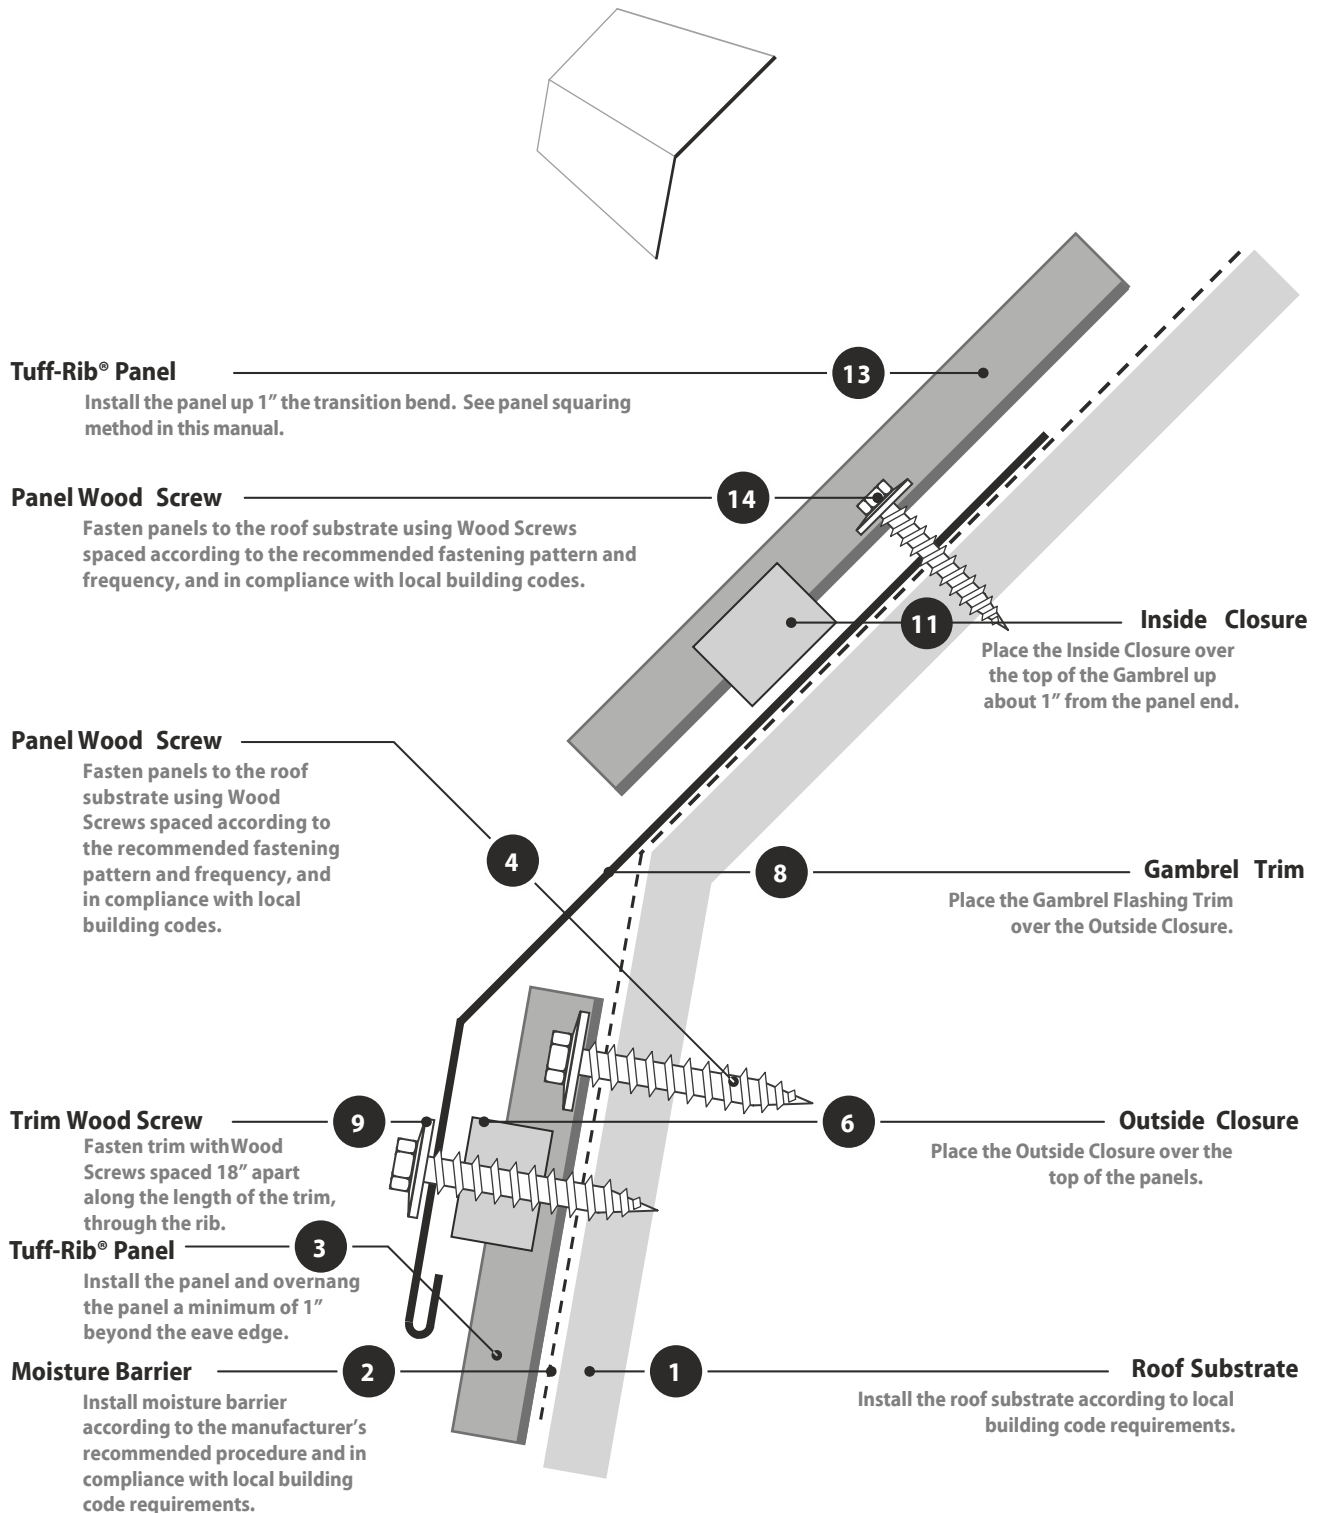 Tuff-Rib® Panel
13
Install the panel up 1” the transition bend. See panel squaring
method in this manual.
Panel Wood Screw
14
Fasten panels to the roof substrate using Wood Screws
spaced according to the recommended fastening pattern and
frequency, and in compliance with local building codes.
11
Inside Closure
Place the Inside Closure over
the top of the Gambrel up
about 1” from the panel end.
Panel Wood Screw
Fasten panels to the roof
substrate using Wood
Screws spaced according to
the recommended fastening
pattern and frequency, and
in compliance with local
building codes.
4
8
Gambrel Trim
Place the Gambrel Flashing Trim
over the Outside Closure.
Trim Wood Screw
9
Fasten trim with Wood
Screws spaced 18” apart
along the length of the trim,
through the rib.
6
Outside Closure
Place the Outside Closure over the
top of the panels.
Tuff-Rib® Panel
3
Install the panel and overhang
the panel a minimum of 1”
beyond the eave edge.
Moisture Barrier
2
Install moisture barrier
according to the manufacturer’s
recommended procedure and in
compliance with local building
code requirements.
1
Roof Substrate
Install the roof substrate according to local
building code requirements.